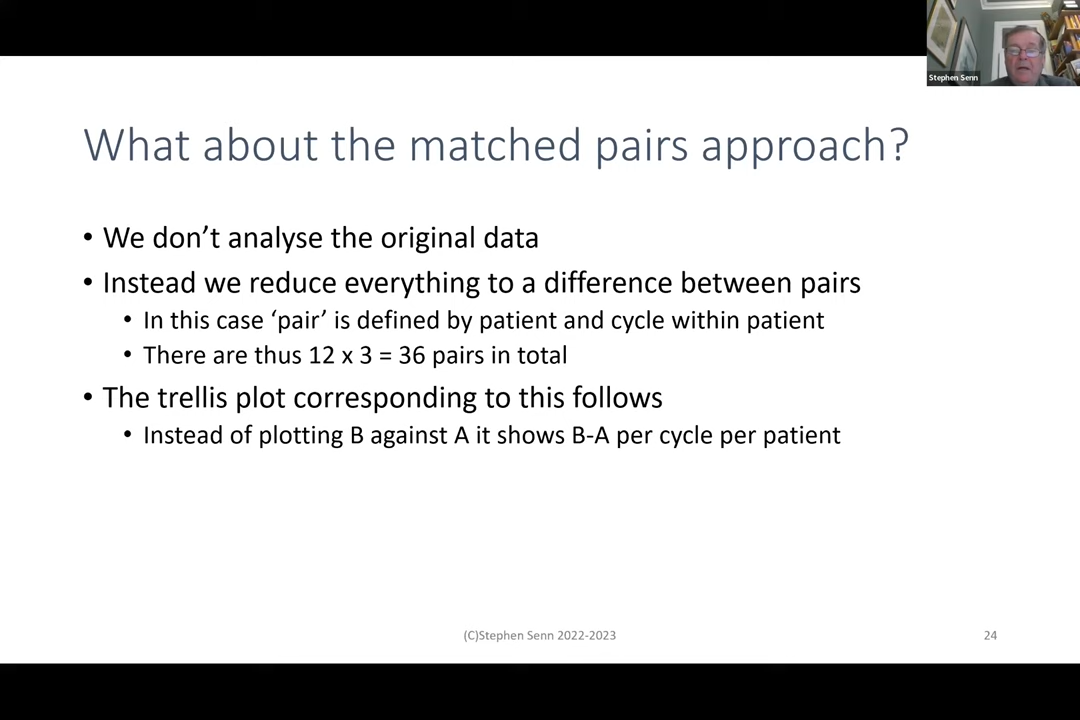 Stephen Senn
What about the matched pairs approach?
• We don’t analyse the original data
• Instead we reduce everything to a difference between pairs
• In this case ‘pair’ is defined by patient and cycle within patient
• There are thus 12 x 3 = 36 pairs in total
• The trellis plot corresponding to this follows
• Instead of plotting B against A it shows B-A per cycle per patient
(C)Stephen Senn 2022-2023
24